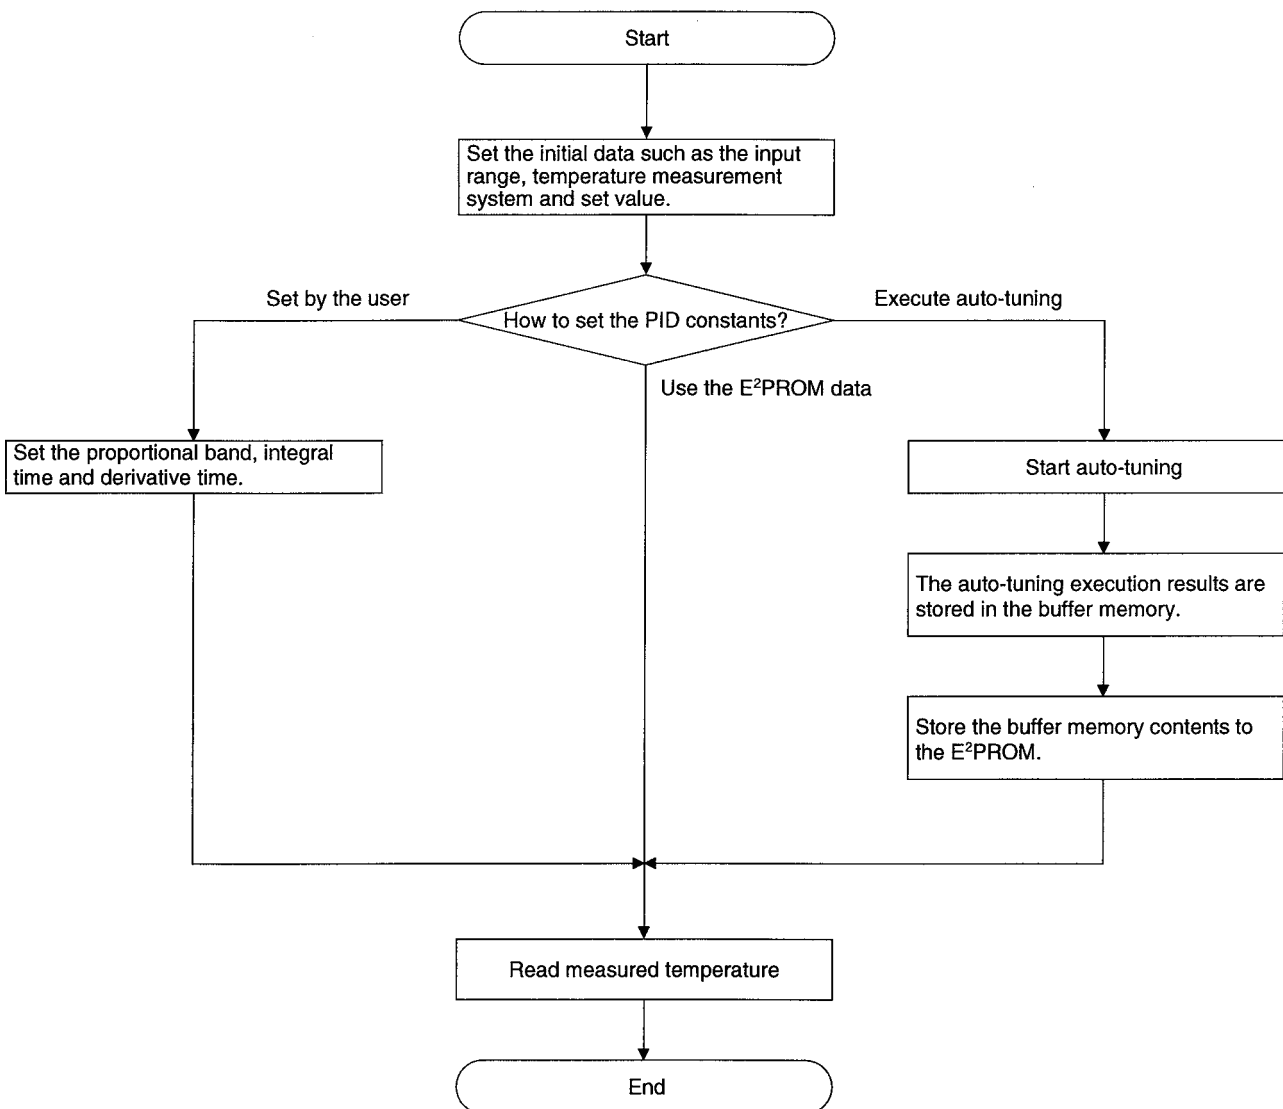 Start
Set the initial data such as the input
range, temperature measurement
system and set value.
Set by the user
How to set the PID constants?
Execute auto-tuning
Use the E²PROM data
Set the proportional band, integral
time and derivative time.
Start auto-tuning
The auto-tuning execution results are
stored in the buffer memory.
Store the buffer memory contents to
the E²PROM.
Read measured temperature
End